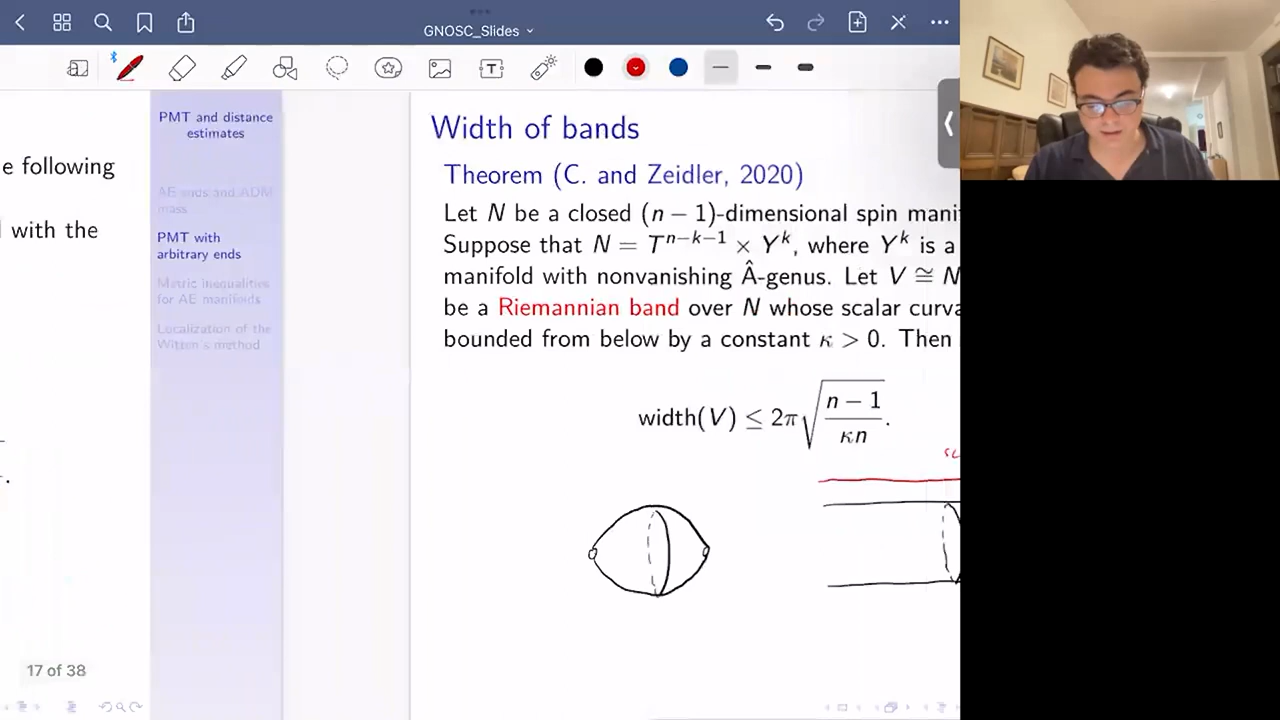 GNOSC_Slides
PMT and distance
estimates
AE ends and ADM
mass
PMT with
arbitrary ends
Metric inequalities
for AE manifolds
Localization of the
Witten's method
e following
with the
17 of 38
Width of bands
Theorem (C. and Zeidler, 2020)
Let N be a closed (n − 1)-dimensional spin mani
Suppose that N = T^{n−k−1} × Y^k, where Y^k is a
manifold with nonvanishing Â-genus. Let V ≅ N
be a Riemannian band over N whose scalar curva
bounded from below by a constant κ > 0. Then
width(V) ≤ 2π√((n − 1)/(κn)).